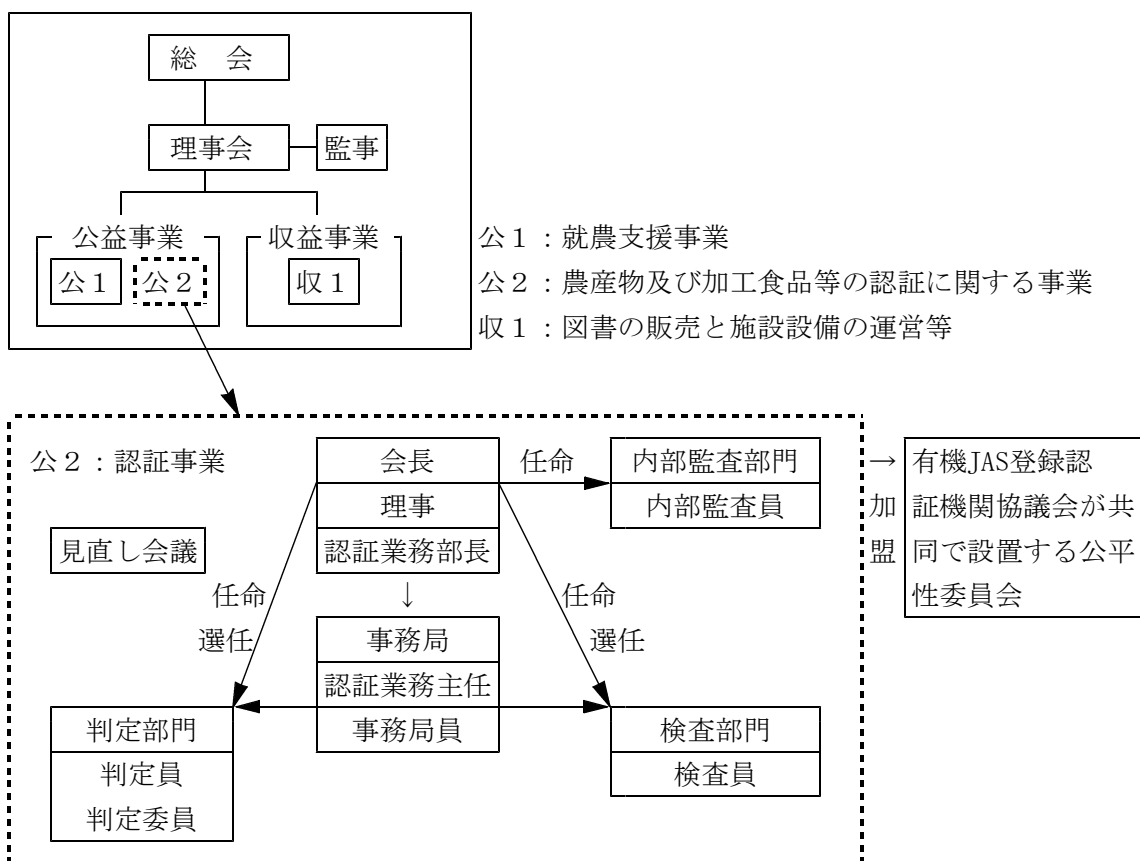 総　会
理事会
監事
公益事業
収益事業
公１
公２
収１
公１：就農支援事業
公２：農産物及び加工食品等の認証に関する事業
収１：図書の販売と施設設備の運営等
公２：認証事業
会長
理事
認証業務部長
任命
内部監査部門
内部監査員
→
加
盟
有機JAS登録認
証機関協議会が共
同で設置する公平
性委員会
見直し会議
任命
選任
↓
任命
選任
事務局
認証業務主任
事務局員
判定部門
判定員
判定委員
検査部門
検査員